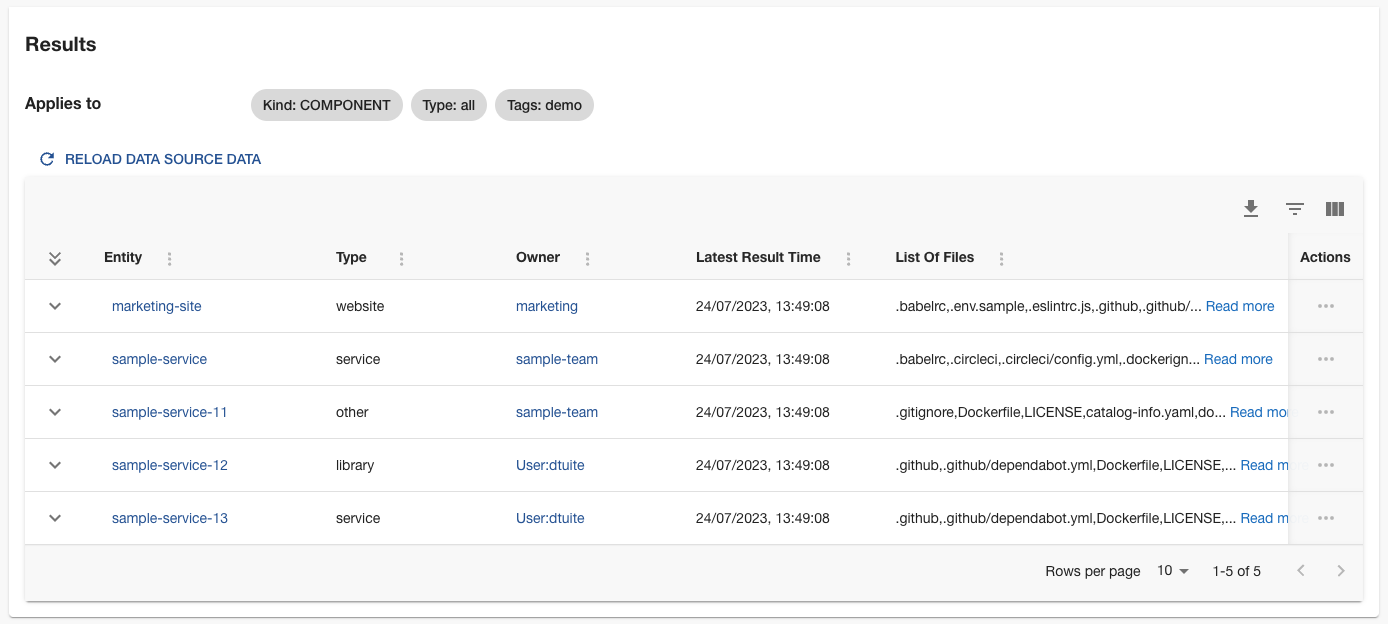 Results
Applies to Kind: COMPONENT Type: all Tags: demo
RELOAD DATA SOURCE DATA
Entity Type Owner Latest Result Time List Of Files Actions
marketing-site website marketing 24/07/2023, 13:49:08 .babelrc,.env.sample,.eslintrc.js,.github,.github/... Read more
sample-service service sample-team 24/07/2023, 13:49:08 .babelrc,.circleci,.circleci/config.yml,.dockerign... Read more
sample-service-11 other sample-team 24/07/2023, 13:49:08 .gitignore,Dockerfile,LICENSE,catalog-info.yaml,do... Read mo
sample-service-12 library User:dtuite 24/07/2023, 13:49:08 .github,.github/dependabot.yml,Dockerfile,LICENSE,... Read m
sample-service-13 service User:dtuite 24/07/2023, 13:49:08 .github,.github/dependabot.yml,Dockerfile,LICENSE,... Read m
Rows per page 10 1-5 of 5